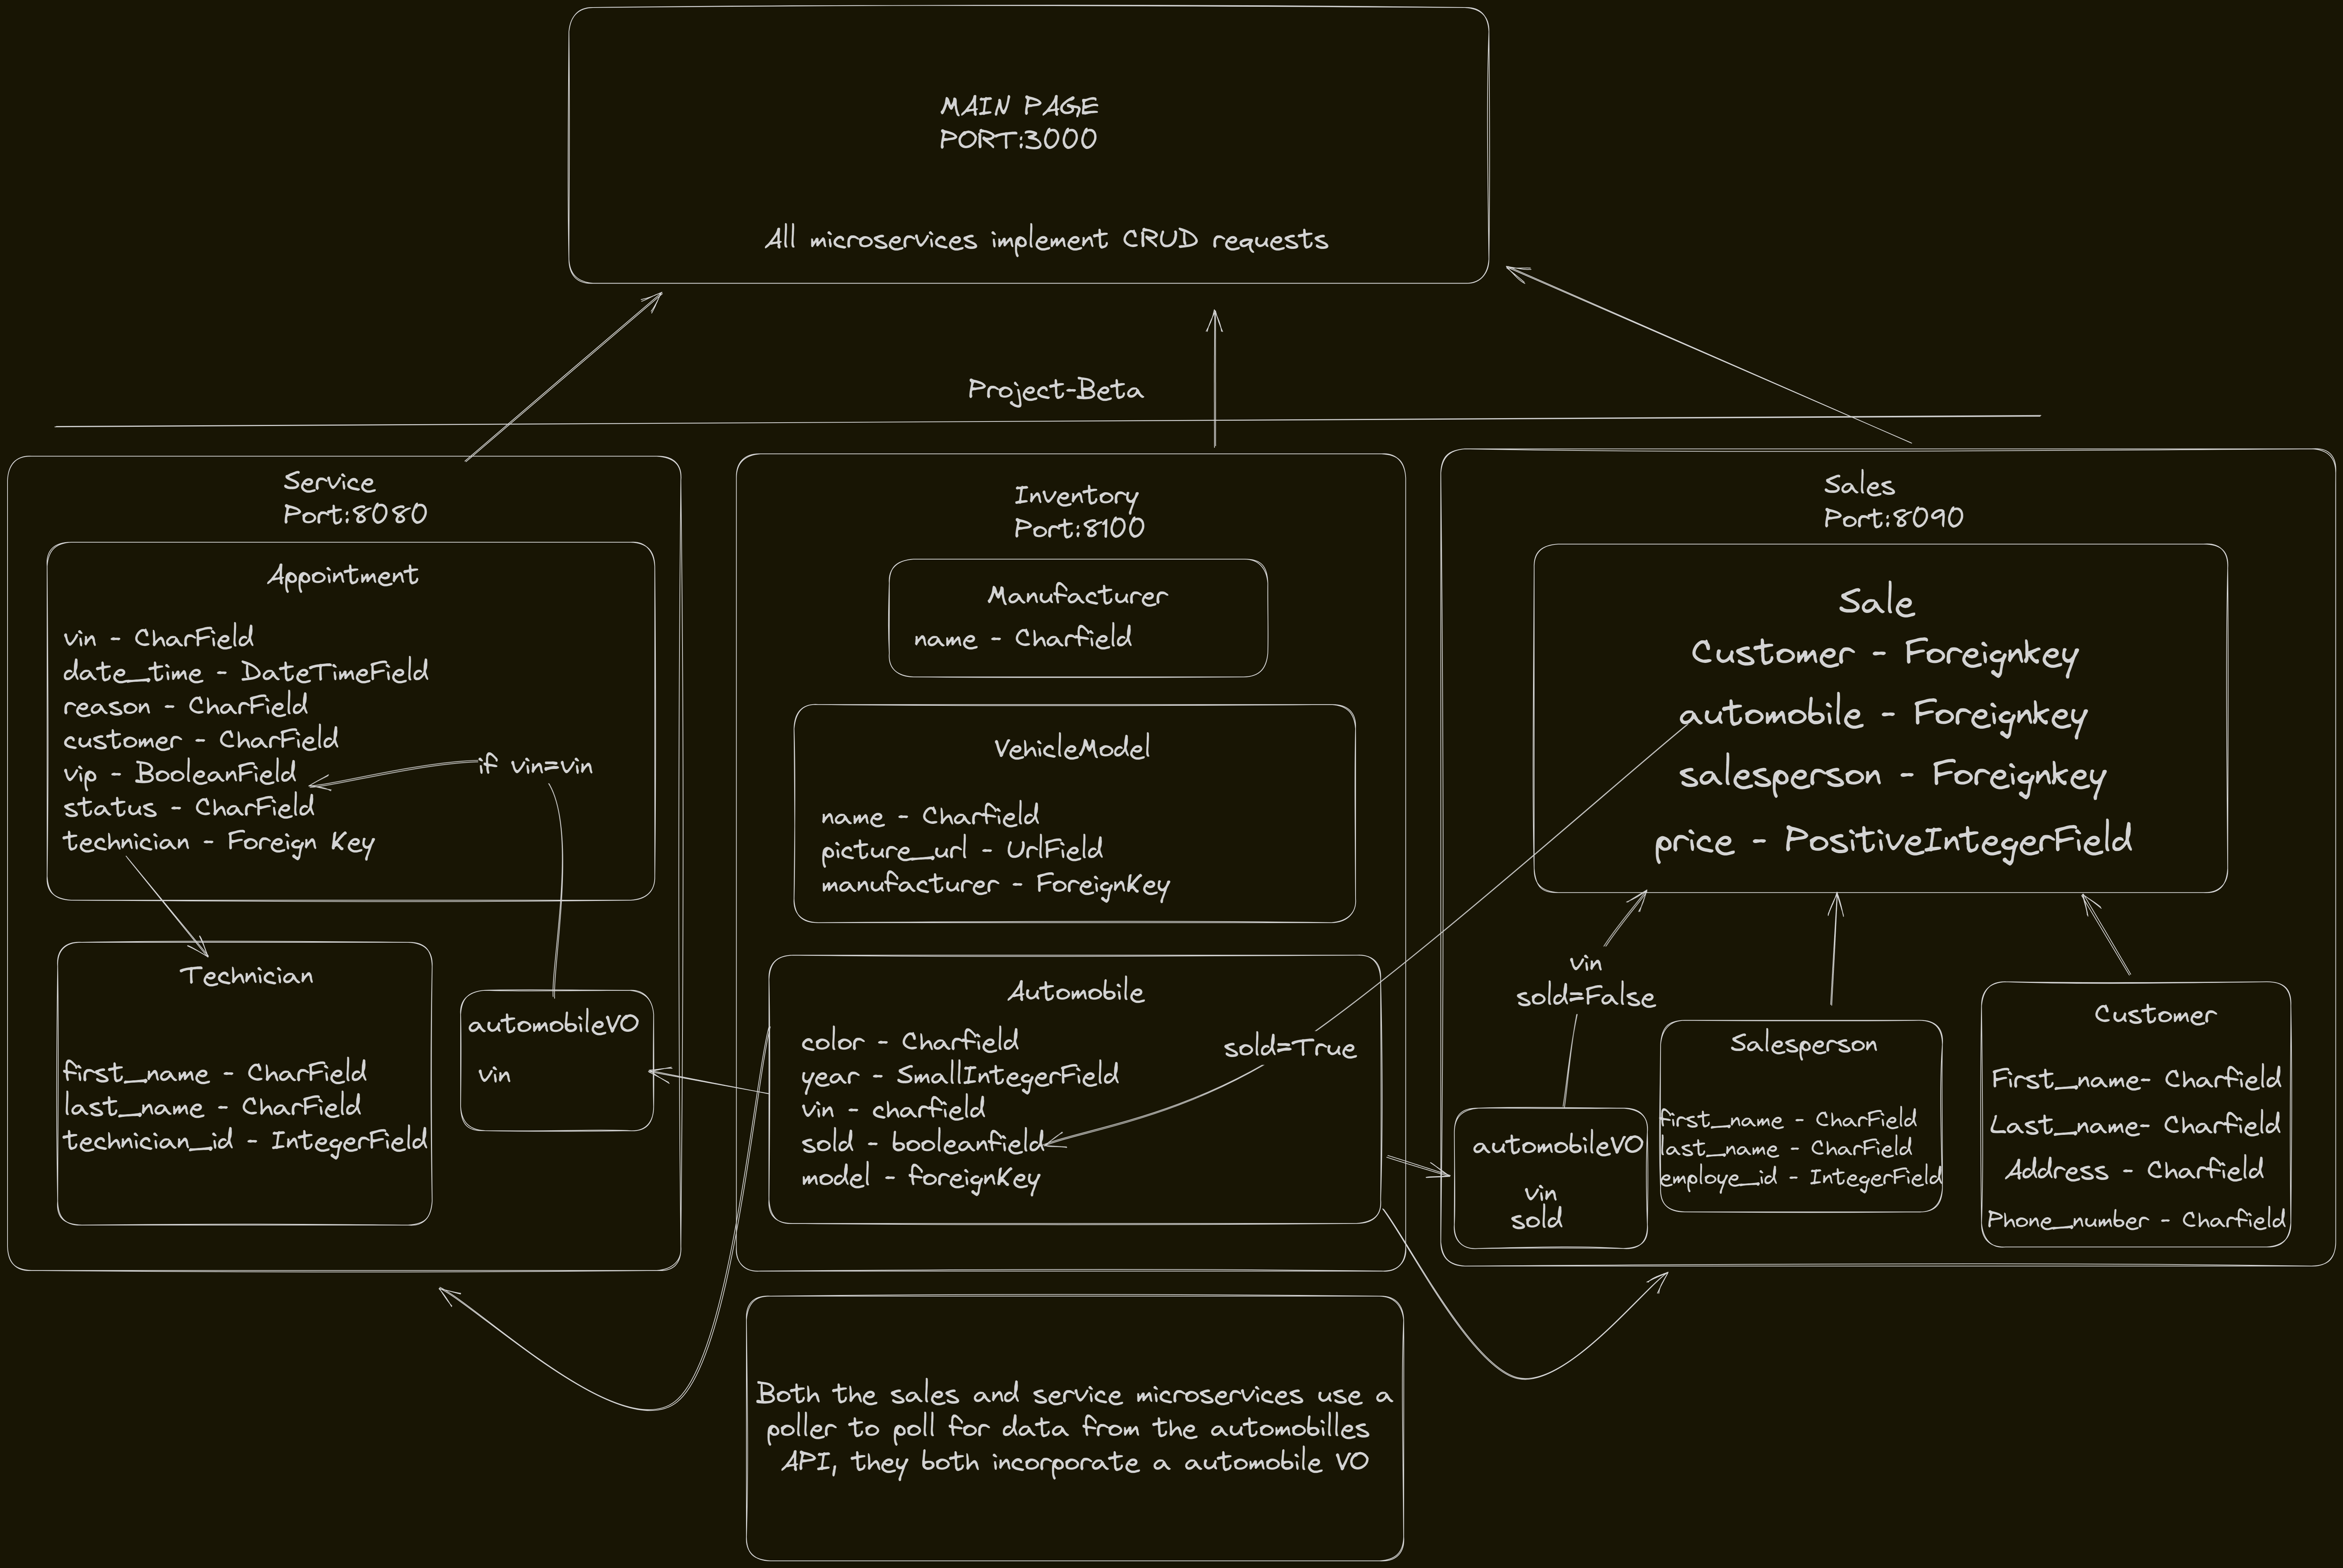 MAIN PAGE
PORT:3000
All microservices implement CRUD requests
Project-Beta
Service
Port:8080
Appointment
vin - CharField
date_time - DateTimeField
reason - CharField
customer - CharField
vip - BooleanField
status - CharField
technician - Foreign Key
if vin=vin
Technician
first_name - CharField
last_name - CharField
technician_id - IntegerField
automobileVO
vin
Inventory
Port:8100
Manufacturer
name - Charfield
VehicleModel
name - Charfield
picture_url - UrlField
manufacturer - ForeignKey
Automobile
color - Charfield
year - SmallIntegerField
vin - charfield
sold - booleanfield
model - foreignKey
sold=True
Sales
Port:8090
Sale
Customer - Foreignkey
automobile - Foreignkey
salesperson - Foreignkey
price - PositiveIntegerField
vin
sold=False
automobileVO
vin
sold
Salesperson
first_name - CharField
last_name - CharField
employe_id - IntegerField
Customer
First_name- Charfield
Last_name- Charfield
Address - Charfield
Phone_number - Charfield
Both the sales and service microservices use a
poller to poll for data from the automobilles
API, they both incorporate a automobile VO